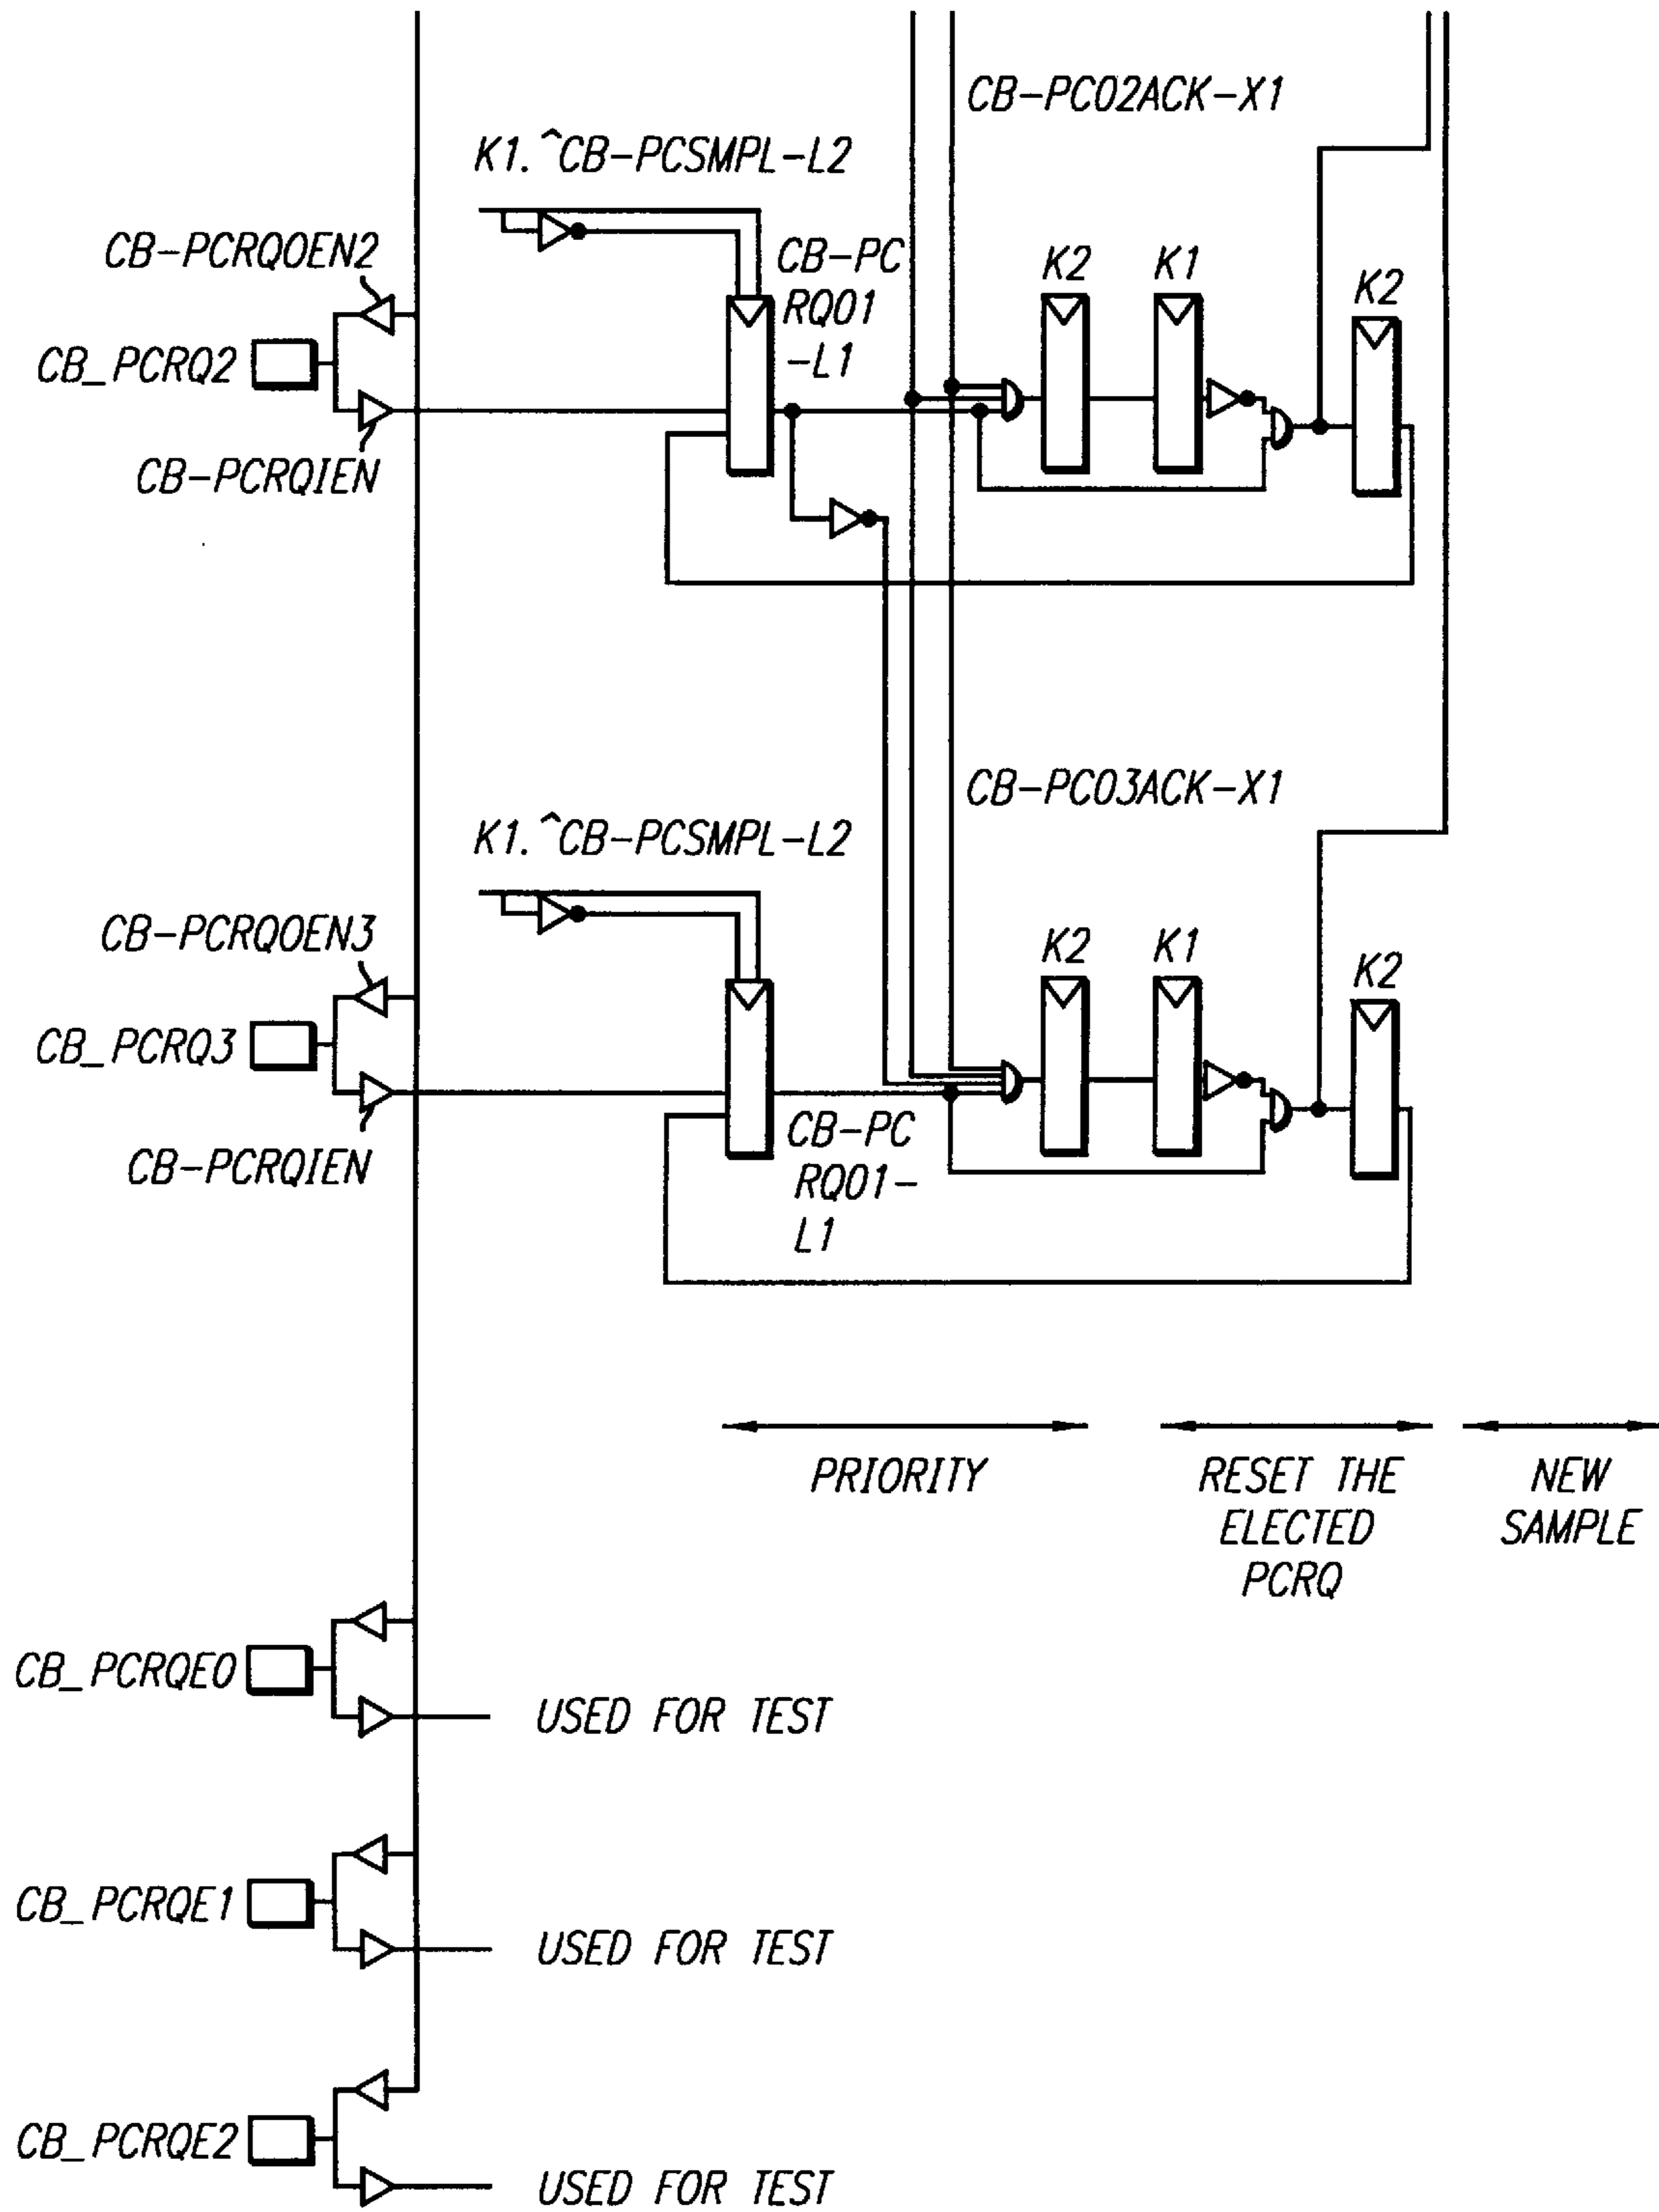 CB-PC02ACK-X1
K1.^CB-PCSMPL-L2
CB-PCRQOEN2
CB-PC
RQ01
-L1
K2
K1
K2
CB_PCRQ2
CB-PCRQIEN
CB-PC03ACK-X1
K1.^CB-PCSMPL-L2
CB-PCRQOEN3
K2
K1
K2
CB_PCRQ3
CB-PC
RQ01-
L1
CB-PCRQIEN
PRIORITY
RESET THE
ELECTED
PCRQ
NEW
SAMPLE
CB_PCRQE0
USED FOR TEST
CB_PCRQE1
USED FOR TEST
CB_PCRQE2
USED FOR TEST